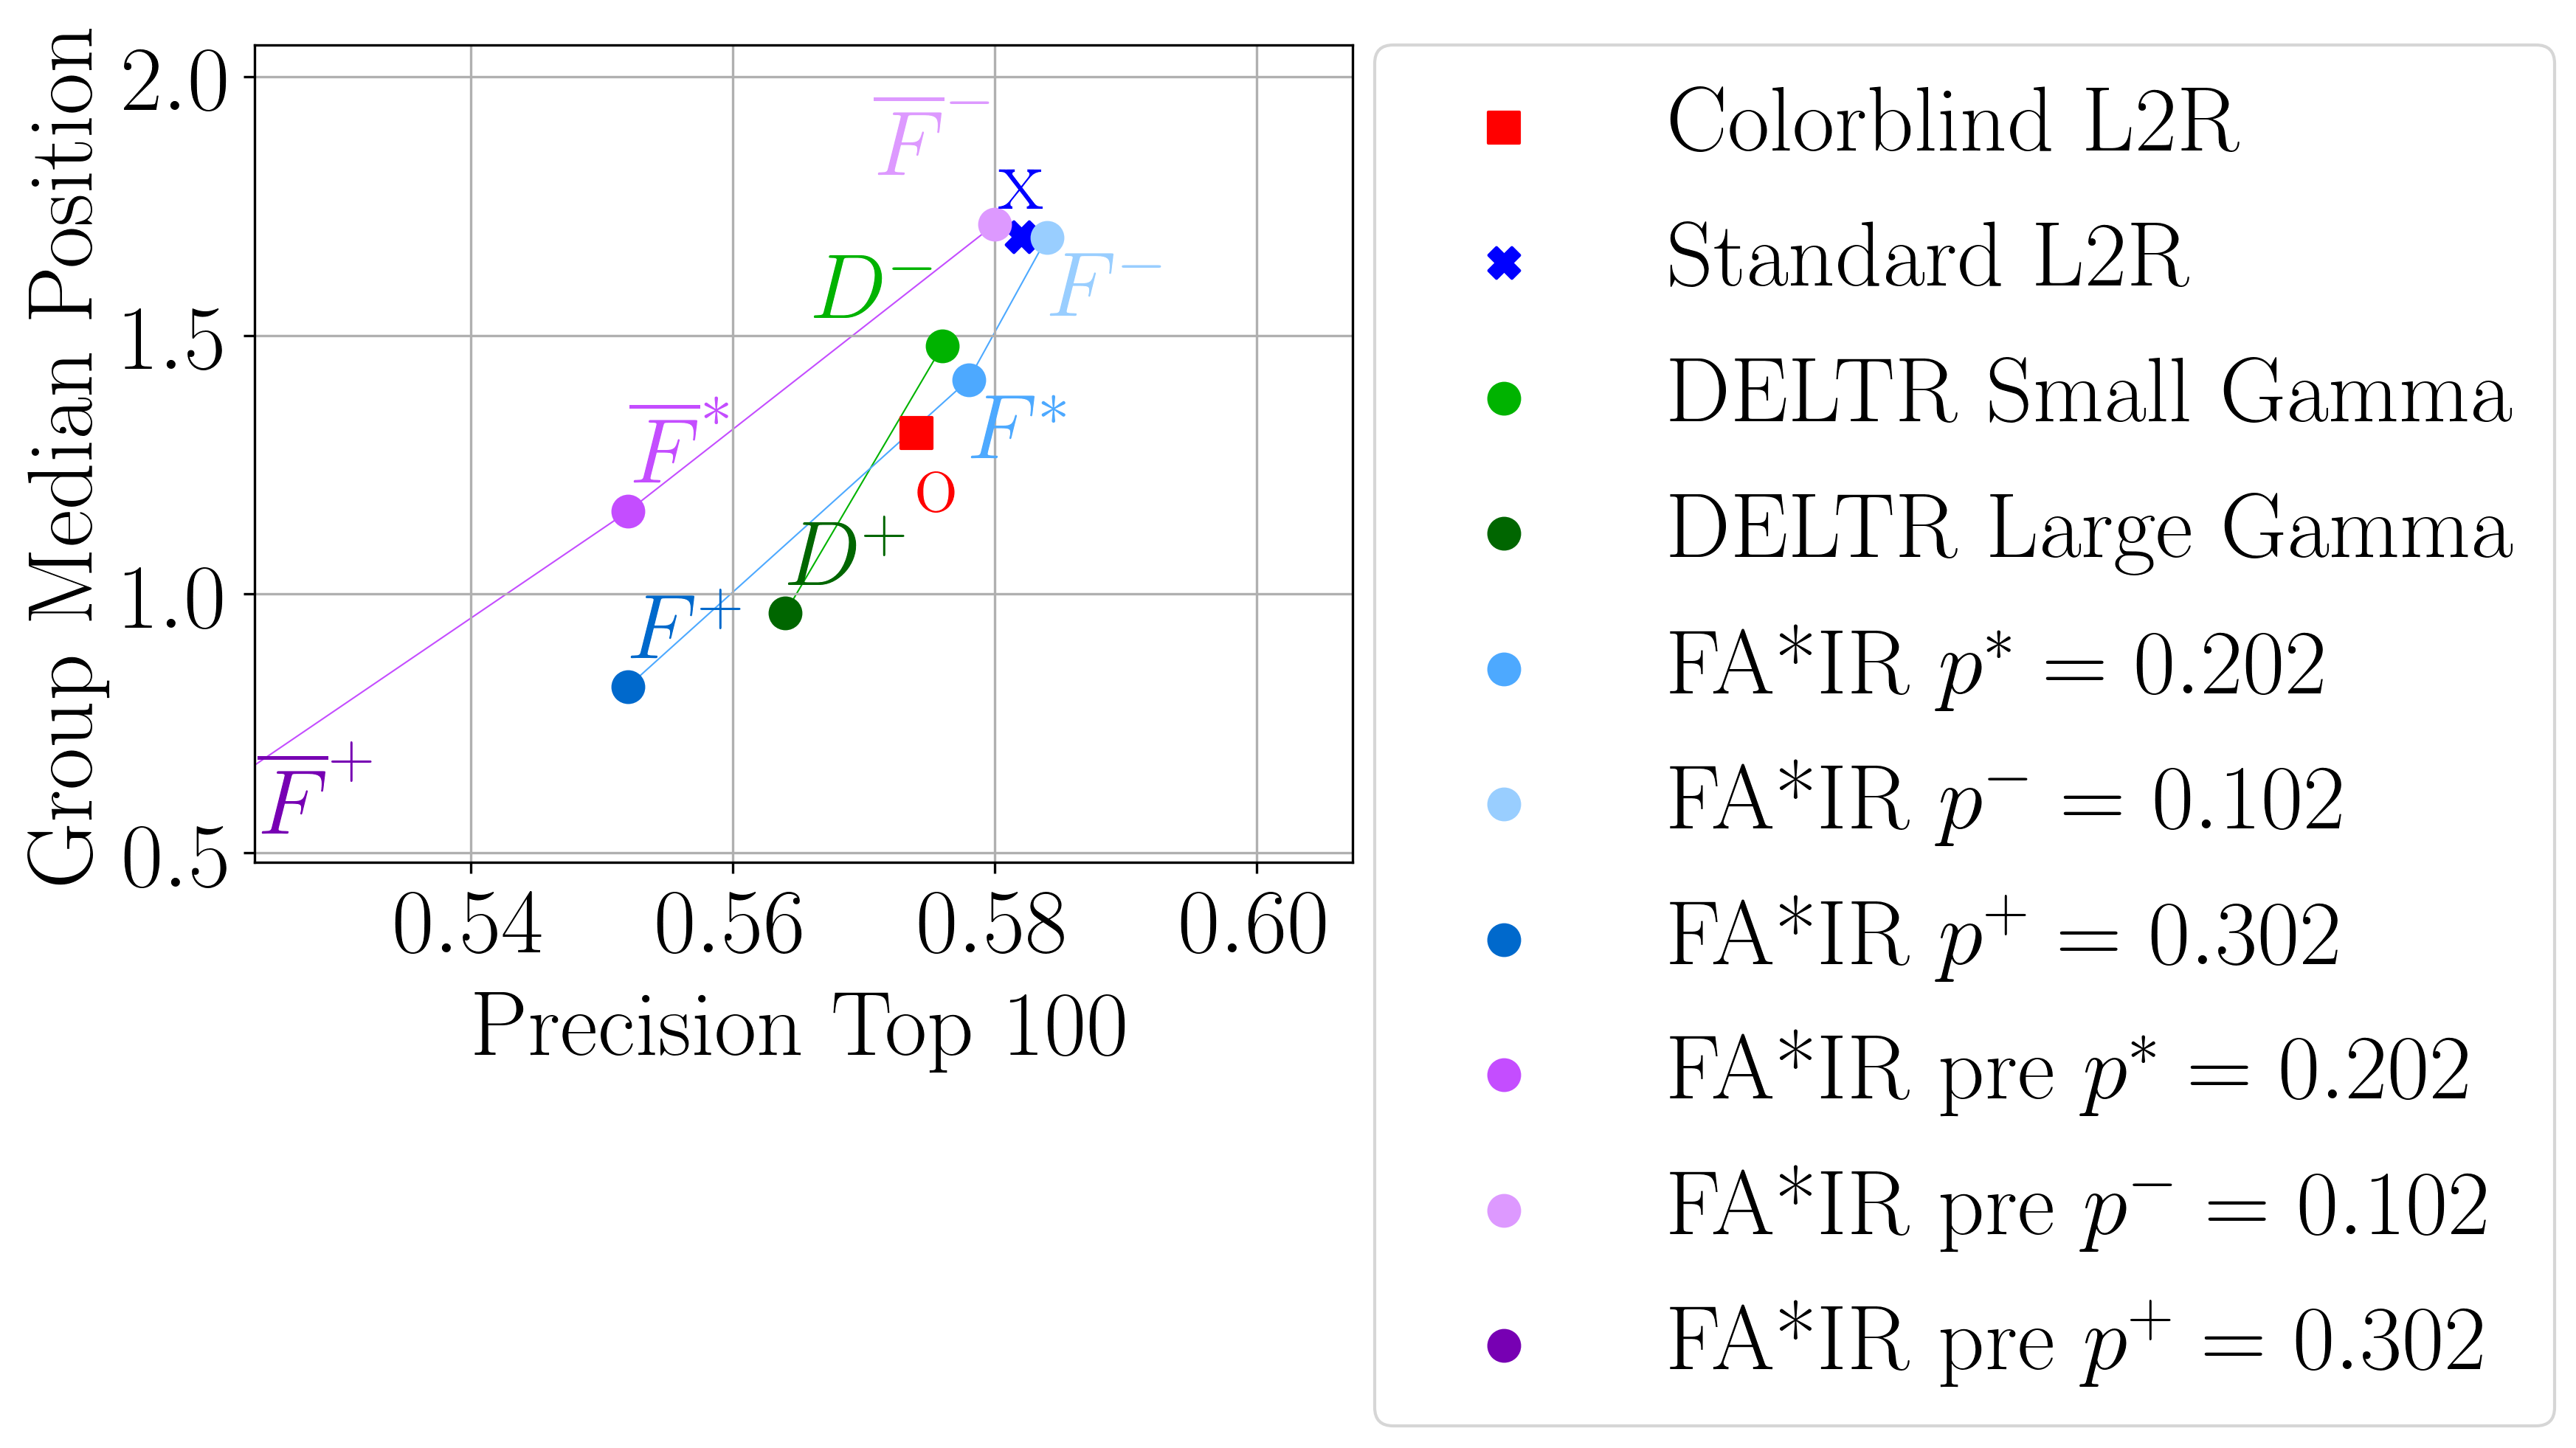 Group Median Position
2.0
1.5
1.0
0.5
0.54 0.56 0.58 0.60
Precision Top 100
F̅⁻
X
D⁻
F⁻
F̅*
F*
O
D⁺
F⁺
F̅⁺
Colorblind L2R
Standard L2R
DELTR Small Gamma
DELTR Large Gamma
FA*IR p* = 0.202
FA*IR p⁻ = 0.102
FA*IR p⁺ = 0.302
FA*IR pre p* = 0.202
FA*IR pre p⁻ = 0.102
FA*IR pre p⁺ = 0.302